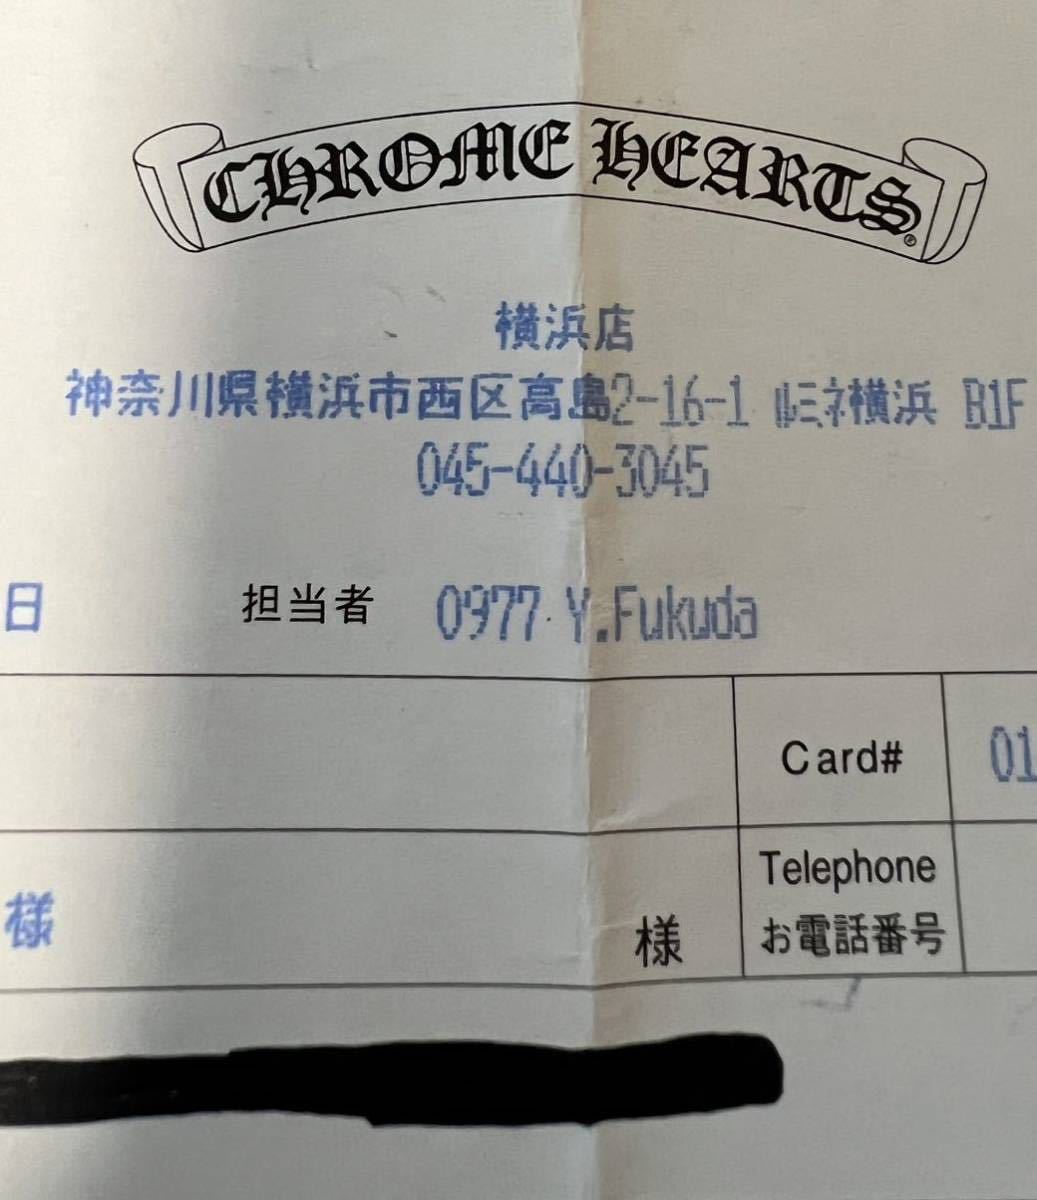 CHROME HEARTS®
横浜店
神奈川県横浜市西区高島2-16-1 ルミネ横浜 B1F
045-440-3045
日 担当者 0977 Y.Fukuda
Card# 01
Telephone
様 様 お電話番号